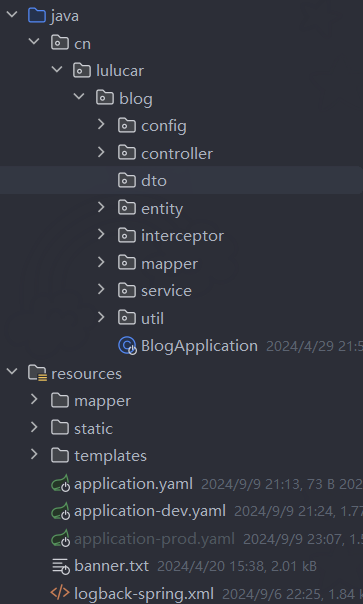 java
cn
lulucar
blog
config
controller
dto
entity
interceptor
mapper
service
util
BlogApplication 2024/4/29 21:5
resources
mapper
static
templates
application.yaml 2024/9/9 21:13, 73 B 202
application-dev.yaml 2024/9/9 21:24, 1.77
application-prod.yaml 2024/9/9 23:07, 1.5
banner.txt 2024/4/20 15:38, 2.01 kB
logback-spring.xml 2024/9/6 22:25, 1.84 k